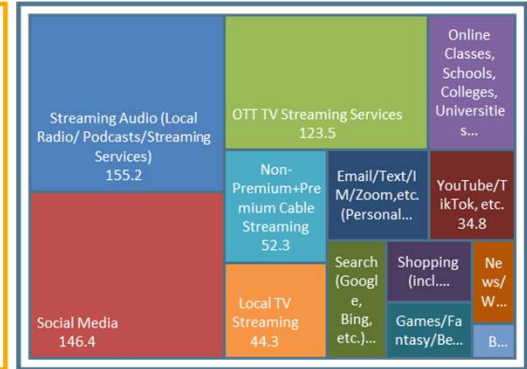 Streaming Audio (Local
Radio/ Podcasts/Streaming
Services)
155.2
Social Media
146.4
OTT TV Streaming Services
123.5
Non-
Premium+Pre
mium Cable
Streaming
52.3
Local TV
Streaming
44.3
Online
Classes,
Schools,
Colleges,
Universitie
s...
Email/Text/I
M/Zoom,etc.
(Personal...
YouTube/T
ikTok, etc.
34.8
Search
(Googl
e,
Bing,
etc.)...
Shopping
(incl....
Games/Fa
ntasy/Be...
Ne
ws/
W...
B...